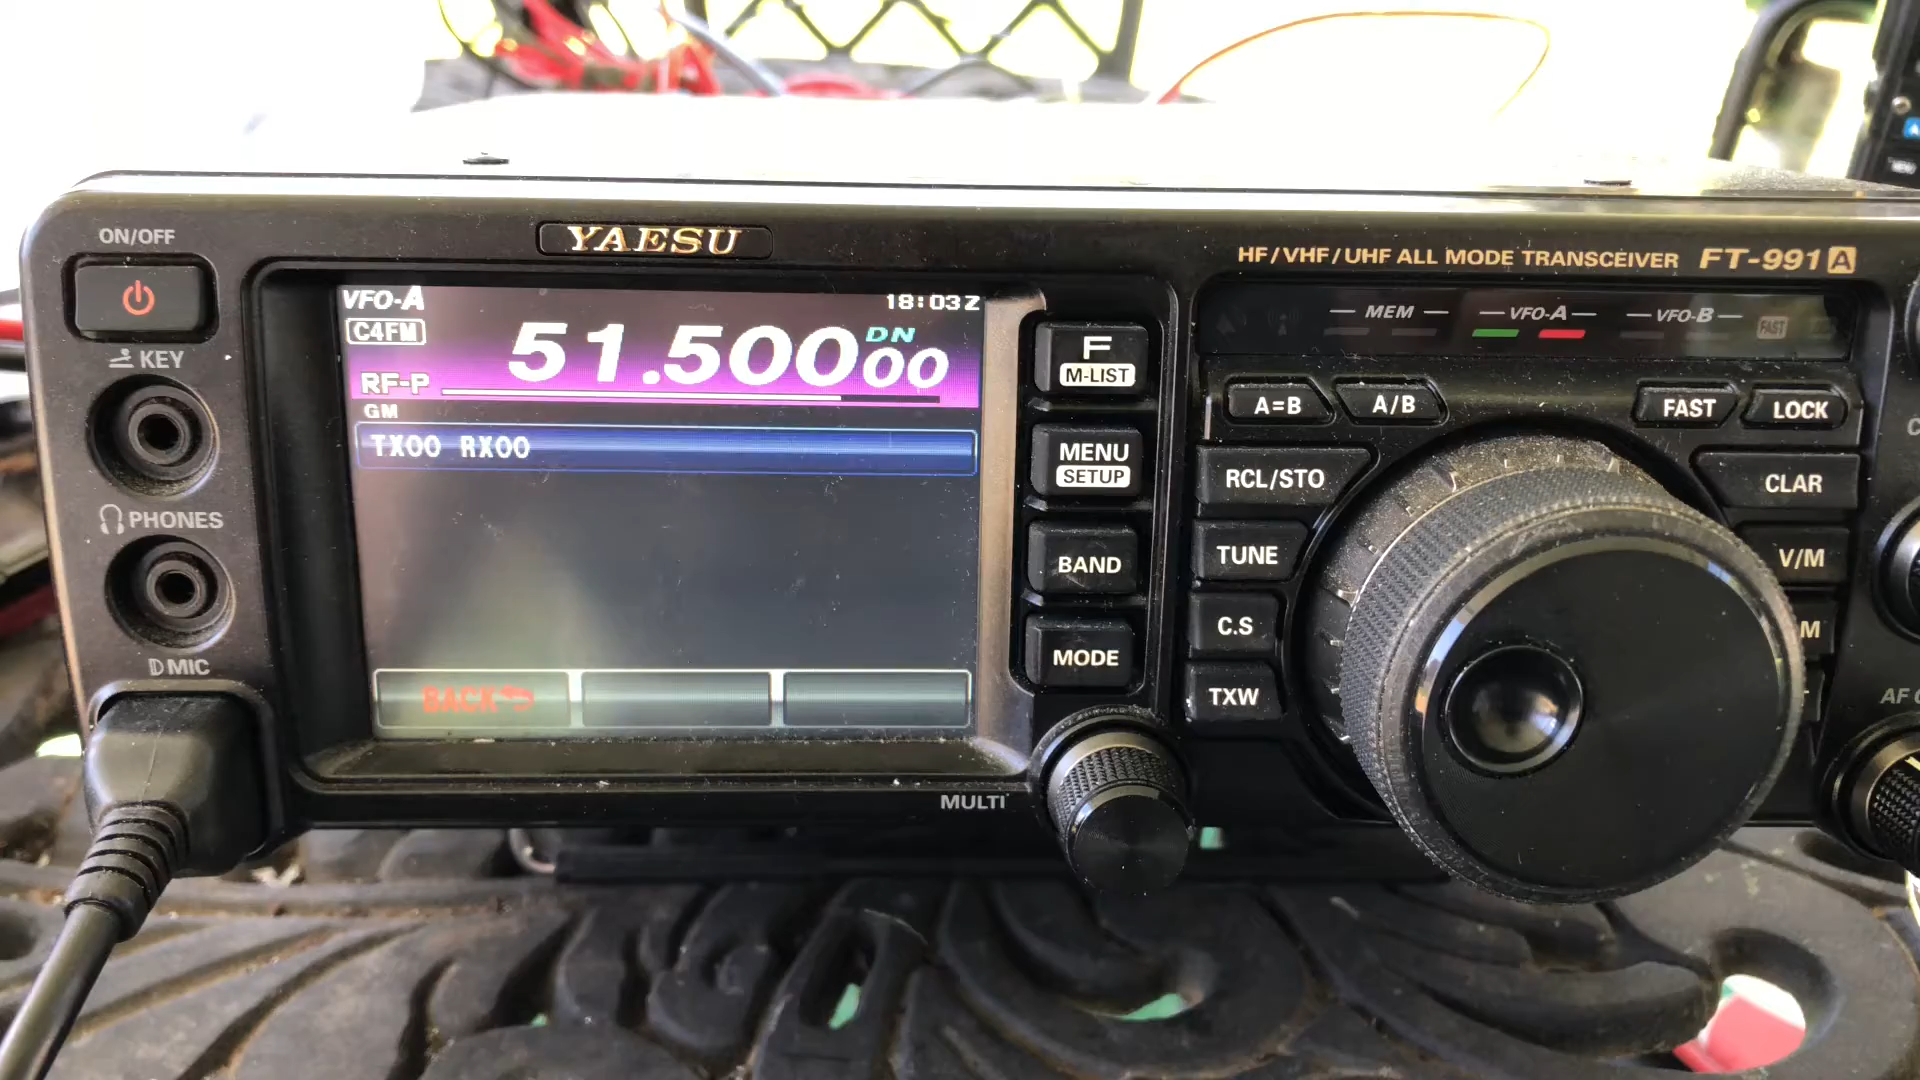 ON/OFF
YAESU
HF/VHF/UHF ALL MODE TRANSCEIVER FT-991A
VFO-A 18:03Z
C4FM 51.50000 DN
RF-P
GM
TX00 RX00
BACK
KEY
PHONES
MIC
F
M-LIST
MENU
SETUP
BAND
MODE
MULTI
MEM VFO-A VFO-B FAST
A=B A/B FAST LOCK
RCL/STO CLAR
TUNE V/M
C.S M
TXW
AF
MENU